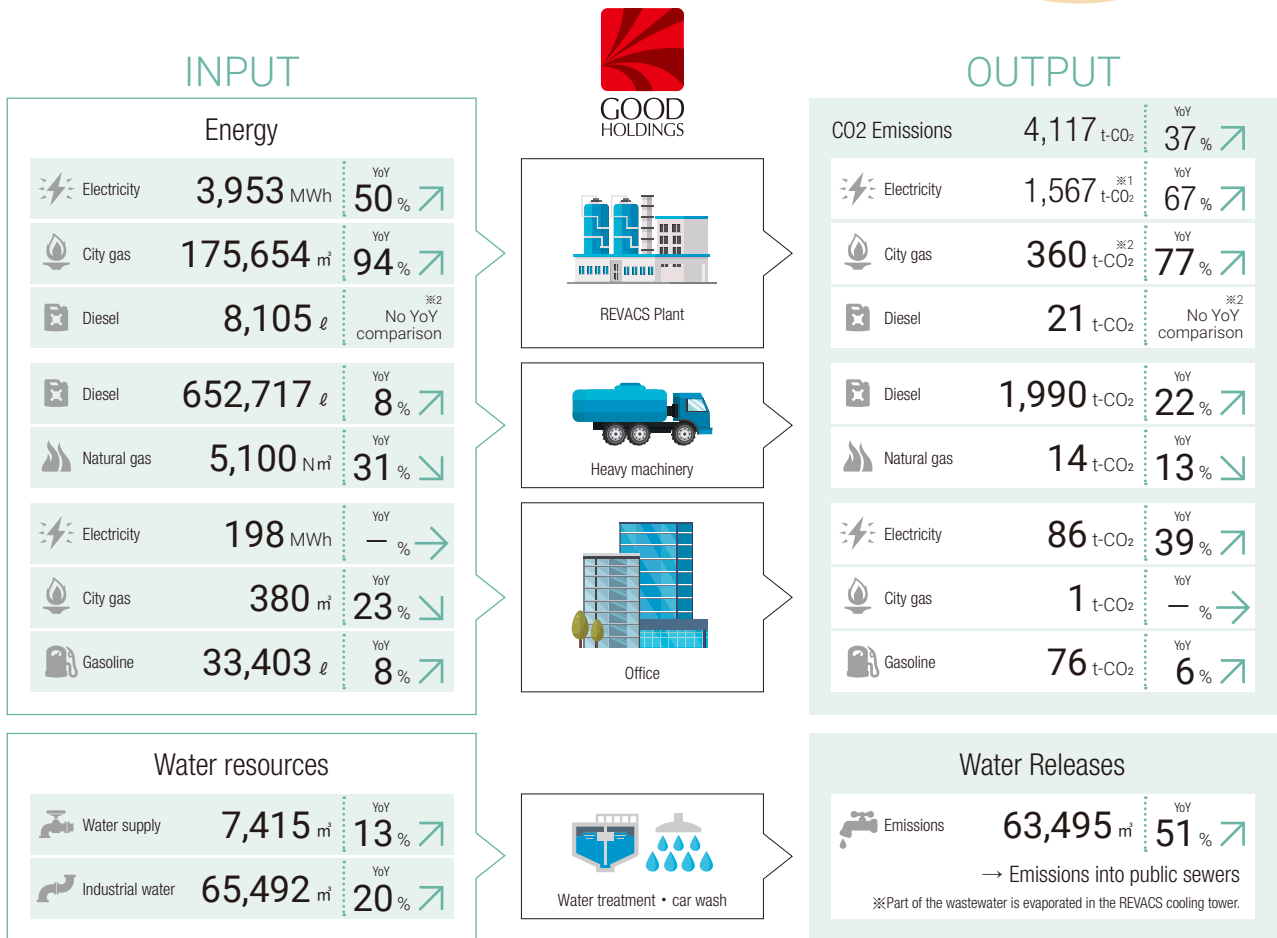 INPUT
GOOD
HOLDINGS
OUTPUT
Energy
Electricity 3,953 MWh YoY 50 %
City gas 175,654 ㎥ YoY 94 %
Diesel 8,105 ℓ ※2 No YoY comparison
Diesel 652,717 ℓ YoY 8 %
Natural gas 5,100 N㎥ YoY 31 %
Electricity 198 MWh YoY — % →
City gas 380 ㎥ YoY 23 %
Gasoline 33,403 ℓ YoY 8 %
Water resources
Water supply 7,415 ㎥ YoY 13 %
Industrial water 65,492 ㎥ YoY 20 %
REVACS Plant
Heavy machinery
Office
Water treatment・car wash
CO2 Emissions 4,117 t-CO₂ YoY 37 %
Electricity 1,567 ※1 t-CO₂ YoY 67 %
City gas 360 ※2 t-CO₂ YoY 77 %
Diesel 21 t-CO₂ ※2 No YoY comparison
Diesel 1,990 t-CO₂ YoY 22 %
Natural gas 14 t-CO₂ YoY 13 %
Electricity 86 t-CO₂ YoY 39 %
City gas 1 t-CO₂ YoY — % →
Gasoline 76 t-CO₂ YoY 6 %
Water Releases
Emissions 63,495 ㎥ YoY 51 %
→ Emissions into public sewers
※Part of the wastewater is evaporated in the REVACS cooling tower.